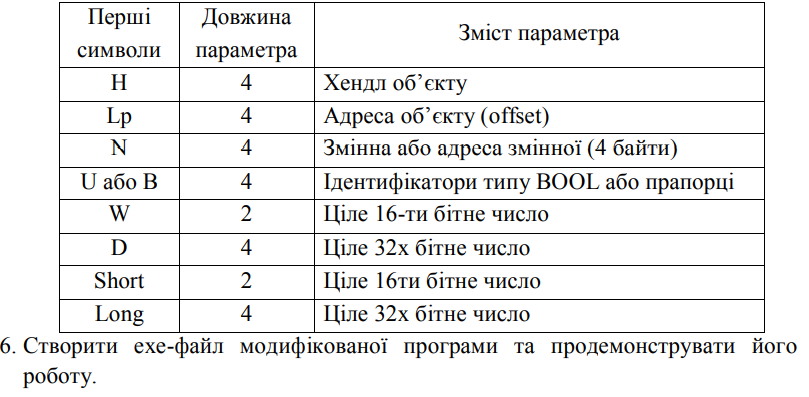 Перші символи Довжина параметра Зміст параметра
H 4 Хендл об’єкту
Lp 4 Адреса об’єкту (offset)
N 4 Змінна або адреса змінної (4 байти)
U або B 4 Ідентифікатори типу BOOL або прапорці
W 2 Ціле 16-ти бітне число
D 4 Ціле 32х бітне число
Short 2 Ціле 16ти бітне число
Long 4 Ціле 32х бітне число
6. Створити exe-файл модифікованої програми та продемонструвати його
роботу.